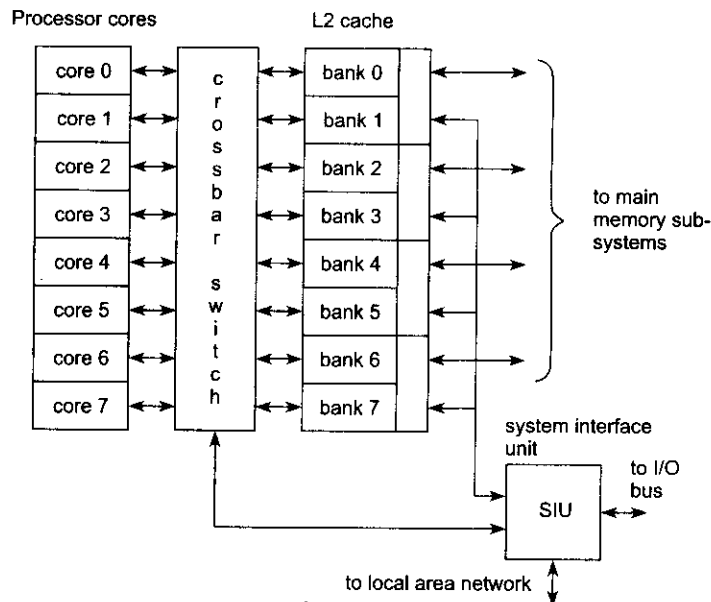 Processor cores
L2 cache
core 0
core 1
core 2
core 3
core 4
core 5
core 6
core 7
crossbar switch
bank 0
bank 1
bank 2
bank 3
bank 4
bank 5
bank 6
bank 7
to main
memory sub-
systems
system interface
unit
SIU
to I/O
bus
to local area network